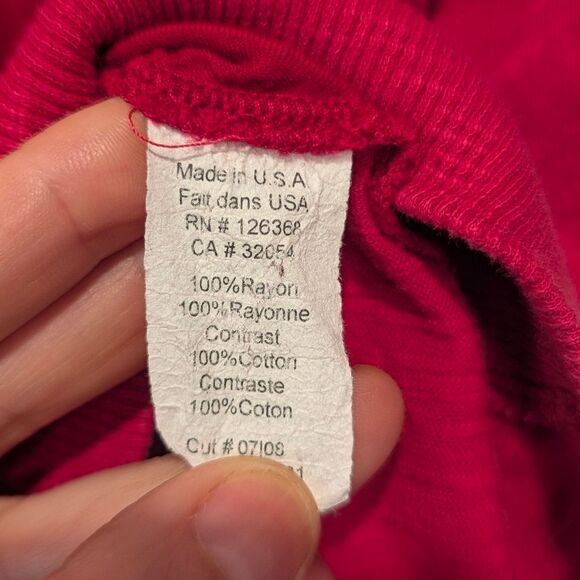 Made in U.S.A
Fait dans USA
RN # 126368
CA # 32054
100%Rayon
100%Rayonne
Contrast
100%Cotton
Contraste
100%Coton
Cut # 07108